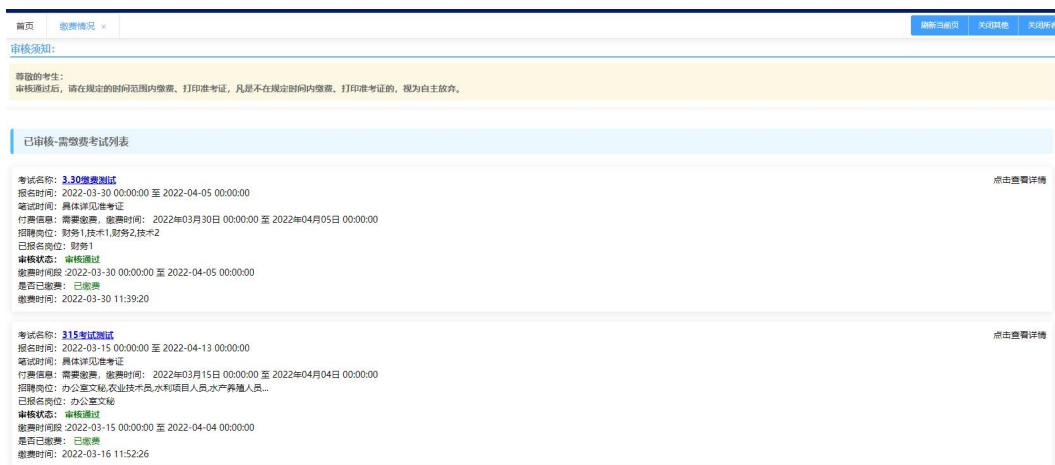 首页 缴费情况 × 刷新当前页 关闭其他 关闭所有
审核须知：
尊敬的考生：
审核通过后，请在规定的时间范围内缴费、打印准考证，凡是不在规定时间内缴费、打印准考证的，视为自主放弃。
已审核-需缴费考试列表
考试名称：3.30缴费测试 点击查看详情
报名时间：2022-03-30 00:00:00 至 2022-04-05 00:00:00
笔试时间：具体详见准考证
付费信息：需要缴费，缴费时间： 2022年03月30日 00:00:00 至 2022年04月05日 00:00:00
招聘岗位：财务1,技术1,财务2,技术2
已报名岗位：财务1
审核状态： 审核通过
缴费时间段 :2022-03-30 00:00:00 至 2022-04-05 00:00:00
是否已缴费： 已缴费
缴费时间：2022-03-30 11:39:20
考试名称：315考试测试 点击查看详情
报名时间：2022-03-15 00:00:00 至 2022-04-13 00:00:00
笔试时间：具体详见准考证
付费信息：需要缴费，缴费时间： 2022年03月15日 00:00:00 至 2022年04月04日 00:00:00
招聘岗位：办公室文秘,农业技术员,水利项目人员,水产养殖人员...
已报名岗位：办公室文秘
审核状态： 审核通过
缴费时间段 :2022-03-15 00:00:00 至 2022-04-04 00:00:00
是否已缴费： 已缴费
缴费时间：2022-03-16 11:52:26